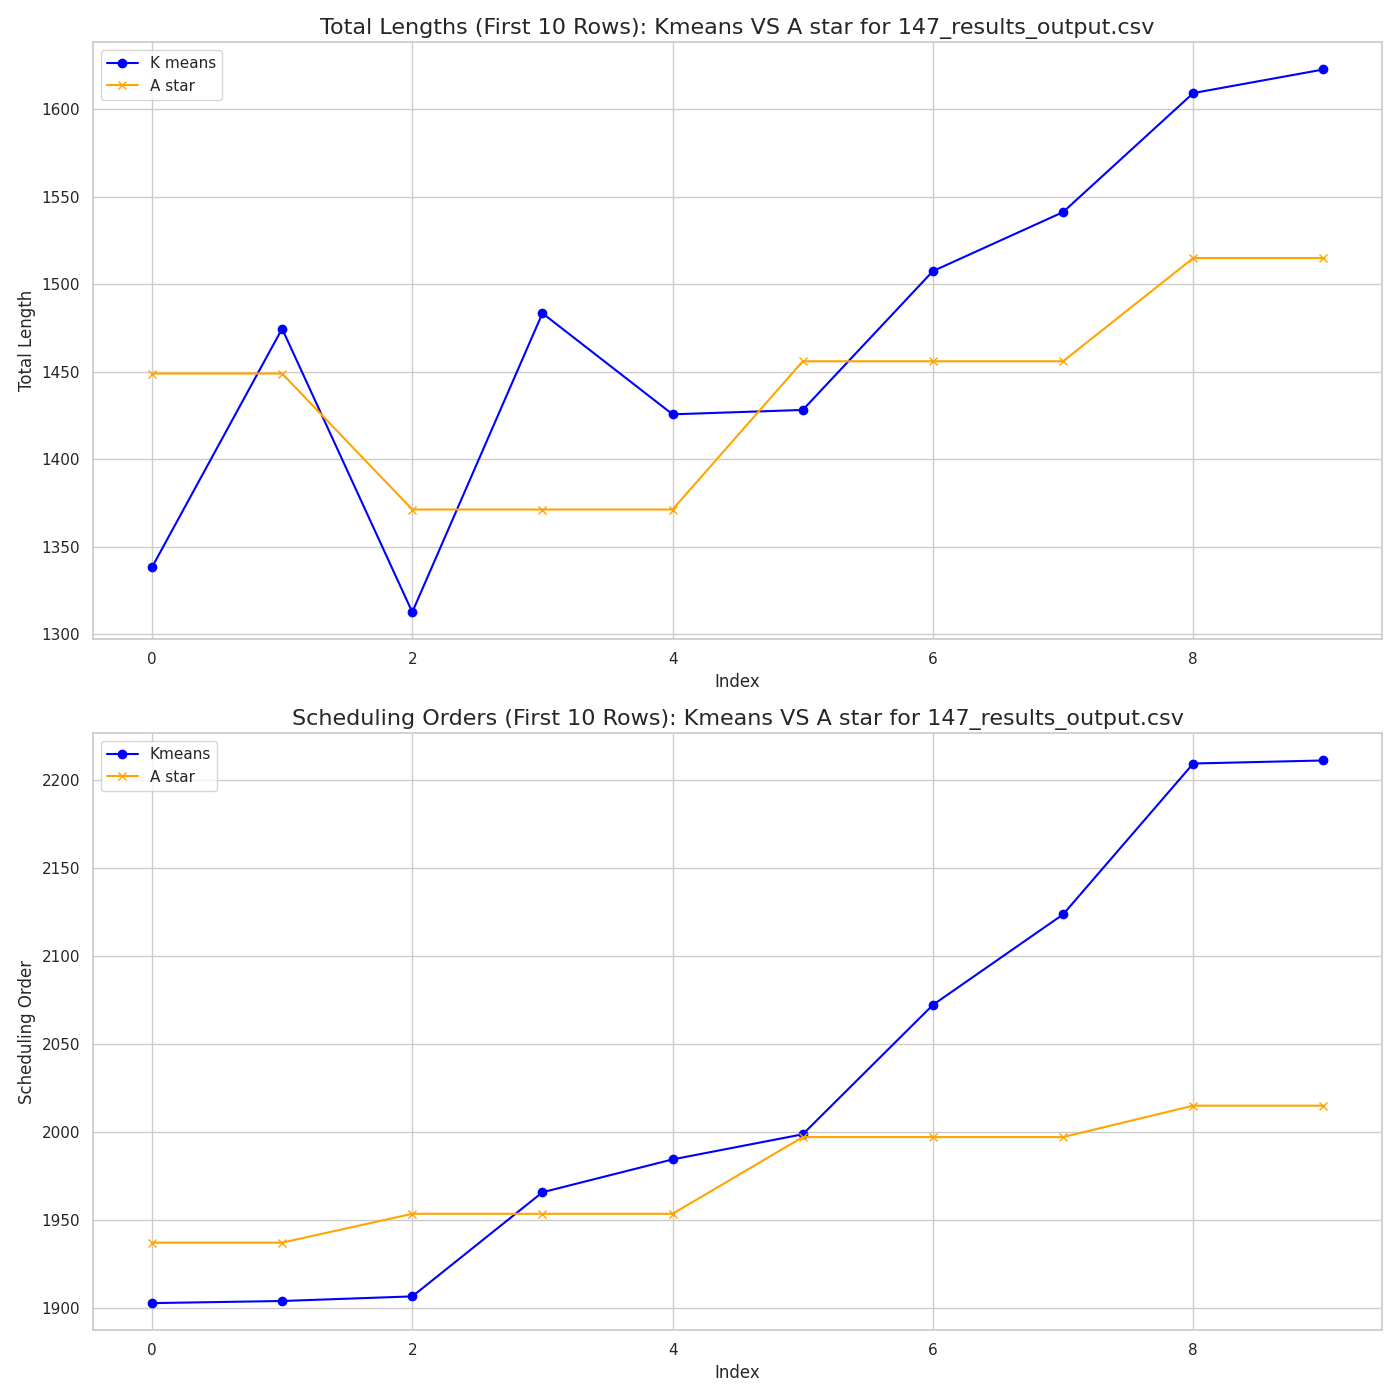 Total Lengths (First 10 Rows): Kmeans VS A star for 147_results_output.csv
K means
A star
1600
1550
1500
1450
1400
1350
1300
Total Length
0 2 4 6 8
Index
Scheduling Orders (First 10 Rows): Kmeans VS A star for 147_results_output.csv
Kmeans
A star
2200
2150
2100
2050
2000
1950
1900
Scheduling Order
0 2 4 6 8
Index